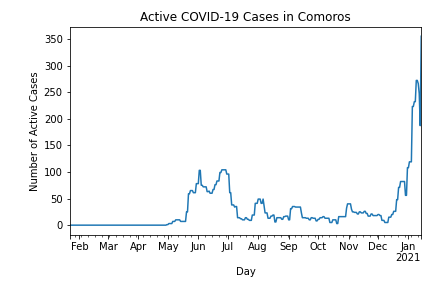 Active COVID-19 Cases in Comoros
Number of Active Cases
350
300
250
200
150
100
50
0
Feb Mar Apr May Jun Jul Aug Sep Oct Nov Dec Jan
2021
Day